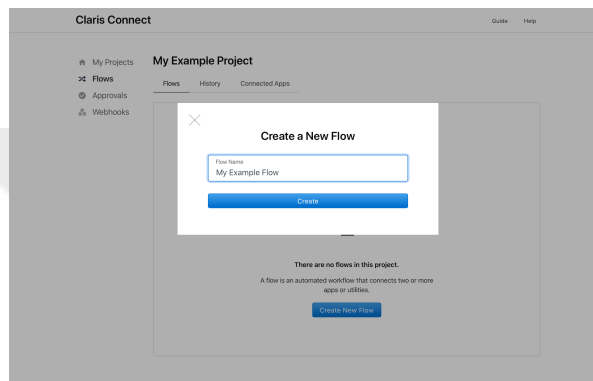 Claris Connect
Guide
Help
My Projects
Flows
Approvals
Webhooks
My Example Project
Flows
History
Connected Apps
Create a New Flow
Flow Name
My Example Flow
Create
There are no flows in this project.
A flow is an automated workflow that connects two or more
apps or utilities.
Create New Flow